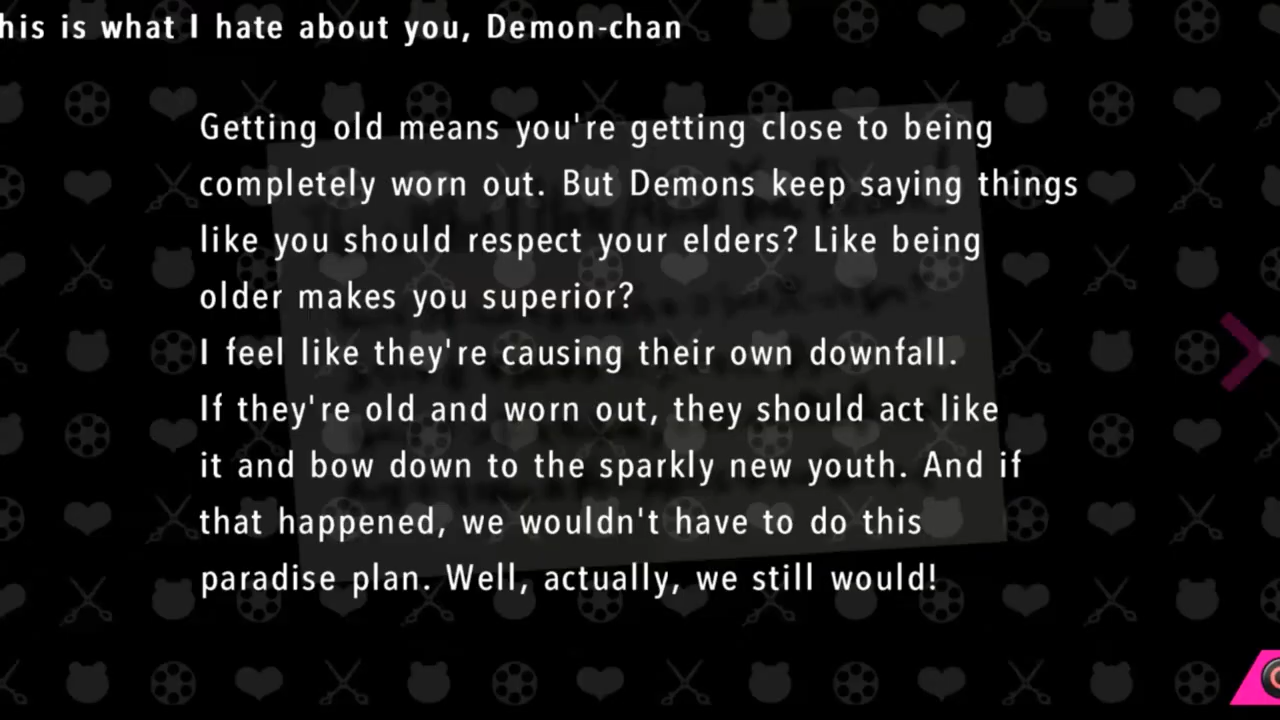 his is what I hate about you, Demon-chan
Getting old means you're getting close to being
completely worn out. But Demons keep saying things
like you should respect your elders? Like being
older makes you superior?
I feel like they're causing their own downfall.
If they're old and worn out, they should act like
it and bow down to the sparkly new youth. And if
that happened, we wouldn't have to do this
paradise plan. Well, actually, we still would!